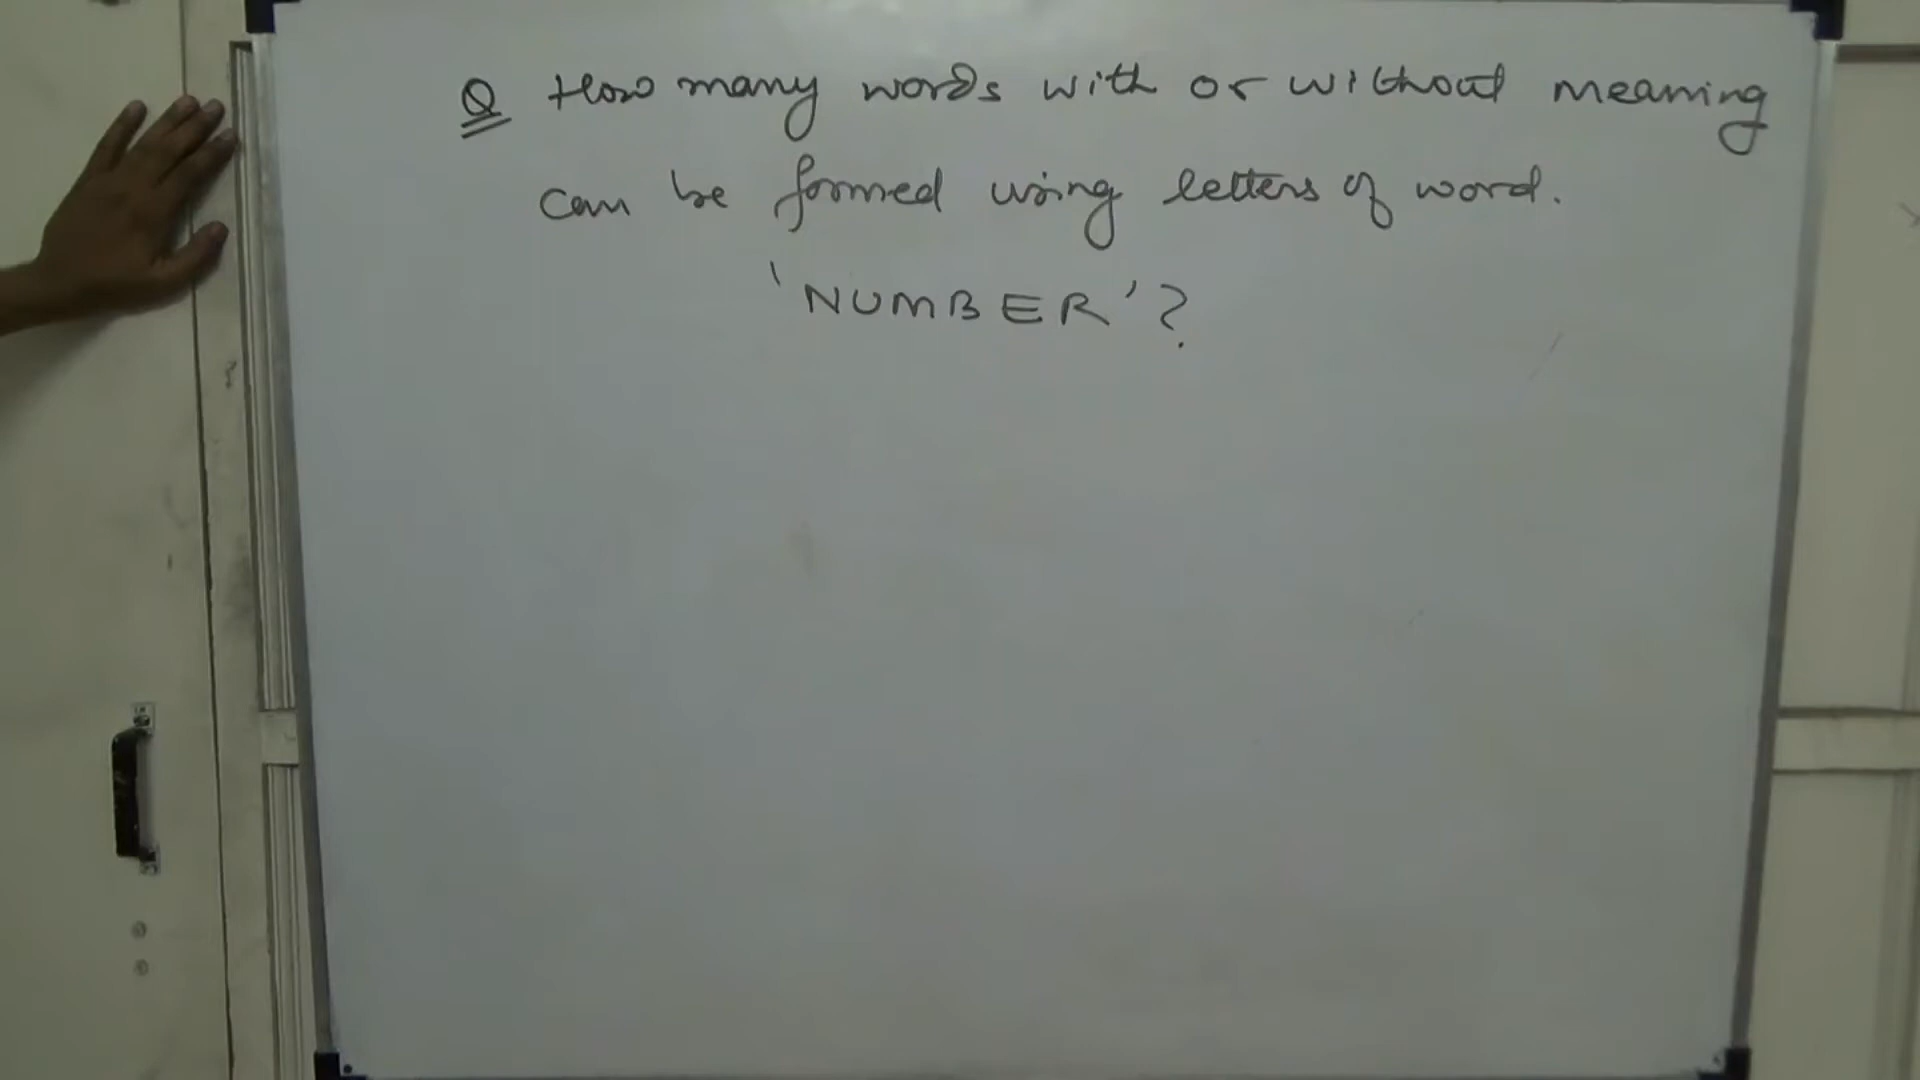 Q How many words with or without meaning
can be formed using letters of word.
'NUMBER'?